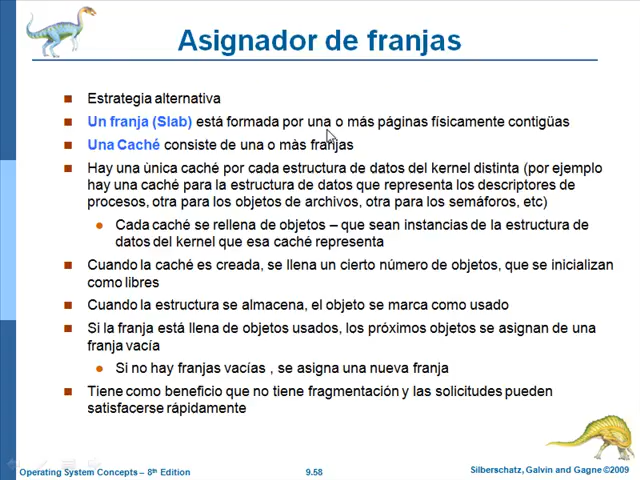 Asignador de franjas
Estrategia alternativa
Un franja (Slab) está formada por una o más páginas físicamente contigüas
Una Caché consiste de una o màs franjas
Hay una ùnica caché por cada estructura de datos del kernel distinta (por ejemplo
hay una caché para la estructura de datos que representa los descriptores de
procesos, otra para los objetos de archivos, otra para los semáforos, etc)
Cada caché se rellena de objetos – que sean instancias de la estructura de
datos del kernel que esa caché representa
Cuando la caché es creada, se llena un cierto número de objetos, que se inicializan
como libres
Cuando la estructura se almacena, el objeto se marca como usado
Si la franja está llena de objetos usados, los próximos objetos se asignan de una
franja vacía
Si no hay franjas vacías , se asigna una nueva franja
Tiene como beneficio que no tiene fragmentación y las solicitudes pueden
satisfacerse rápidamente
Operating System Concepts – 8th Edition
9.58
Silberschatz, Galvin and Gagne ©2009